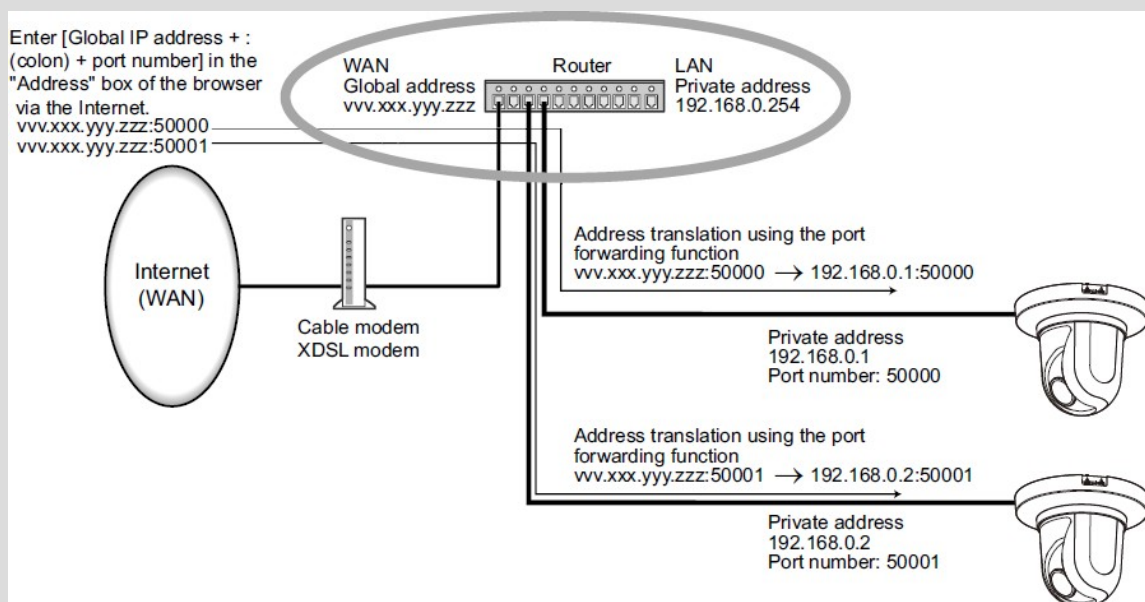 Enter [Global IP address + :
(colon) + port number] in the
"Address" box of the browser
via the Internet.
vvv.xxx.yyy.zzz:50000
vvv.xxx.yyy.zzz:50001
WAN
Global address
vvv.xxx.yyy.zzz
Router
LAN
Private address
192.168.0.254
Internet
(WAN)
Cable modem
XDSL modem
Address translation using the port
forwarding function
vvv.xxx.yyy.zzz:50000 → 192.168.0.1:50000
Private address
192.168.0.1
Port number: 50000
Address translation using the port
forwarding function
vvv.xxx.yyy.zzz:50001 → 192.168.0.2:50001
Private address
192.168.0.2
Port number: 50001